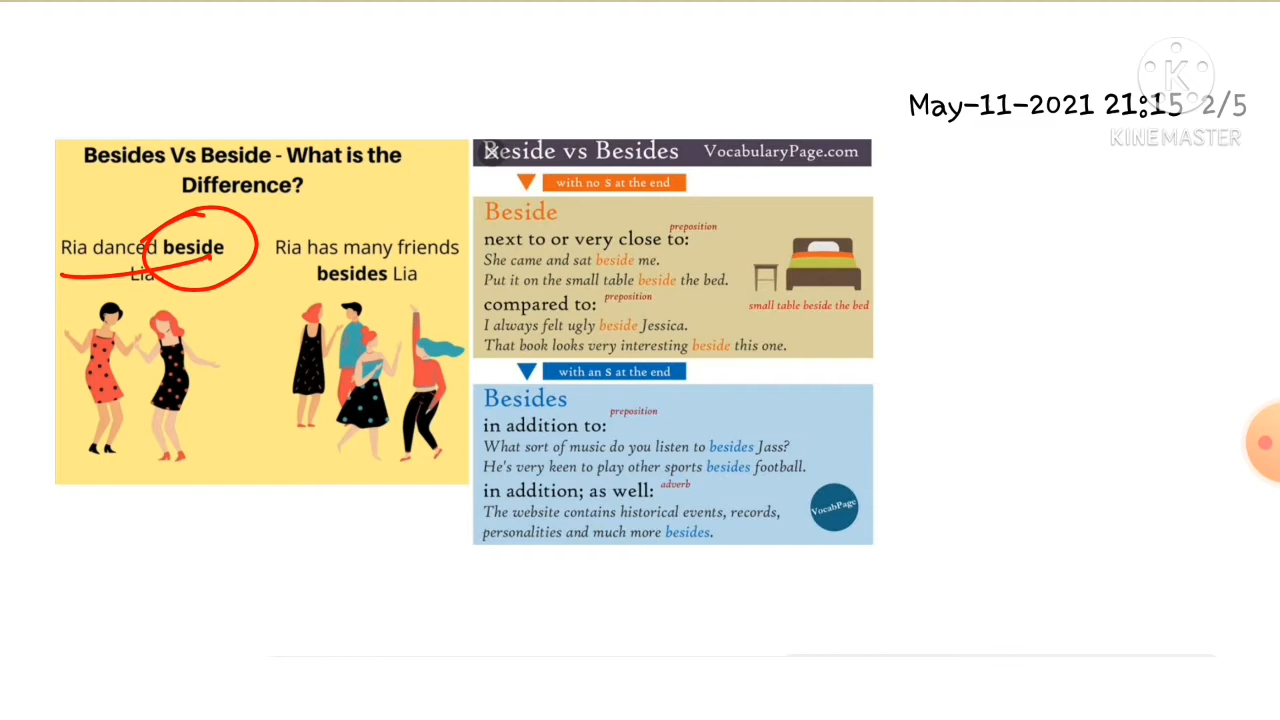 May-11-2021 21:15 2/5
KINEMASTER
Besides Vs Beside - What is the
Difference?
Ria danced beside
Lia
Ria has many friends
besides Lia
Beside vs Besides VocabularyPage.com
with no s at the end
Beside
preposition
next to or very close to:
She came and sat beside me.
Put it on the small table beside the bed.
small table beside the bed
compared to: preposition
I always felt ugly beside Jessica.
That book looks very interesting beside this one.
with an s at the end
Besides
preposition
in addition to:
What sort of music do you listen to besides Jass?
He's very keen to play other sports besides football.
in addition; as well: adverb
The website contains historical events, records,
personalities and much more besides.
VocabPage